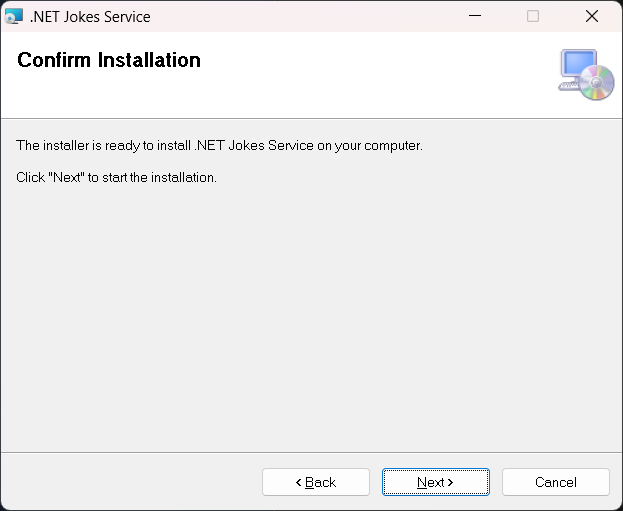 .NET Jokes Service
Confirm Installation
The installer is ready to install .NET Jokes Service on your computer.
Click "Next" to start the installation.
< Back
Next >
Cancel